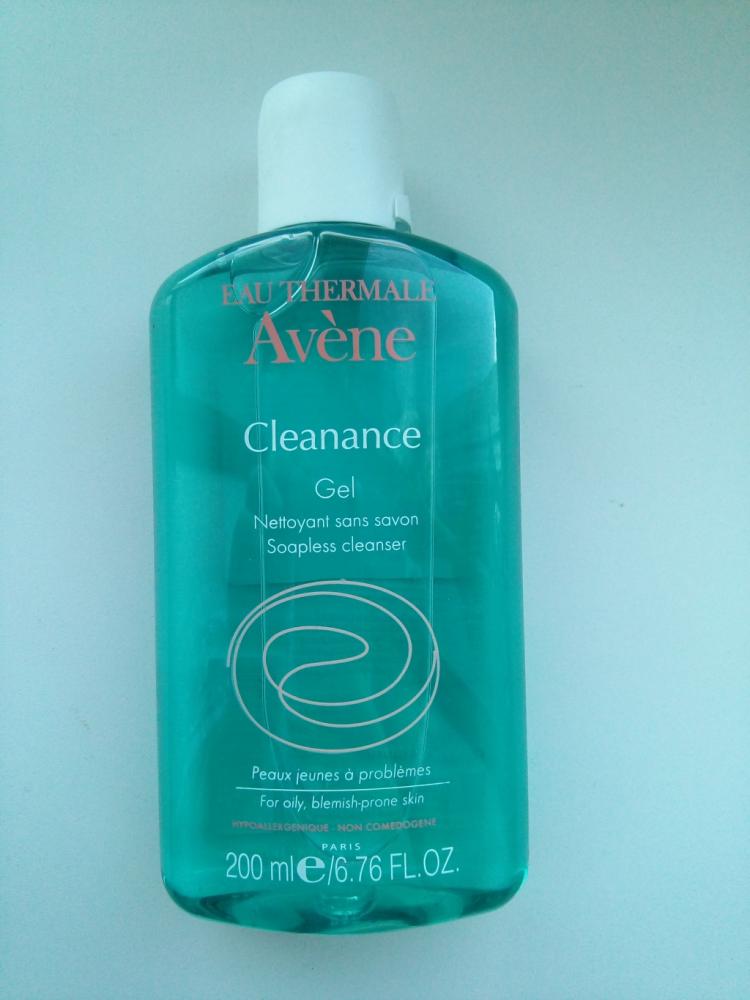 EAU THERMALE
Avène
Cleanance
Gel
Nettoyant sans savon
Soapless cleanser
Peaux jeunes à problèmes
For oily, blemish-prone skin
HYPOALLERGENIQUE - NON COMEDOGENE
PARIS
200 ml e/6.76 FL.OZ.